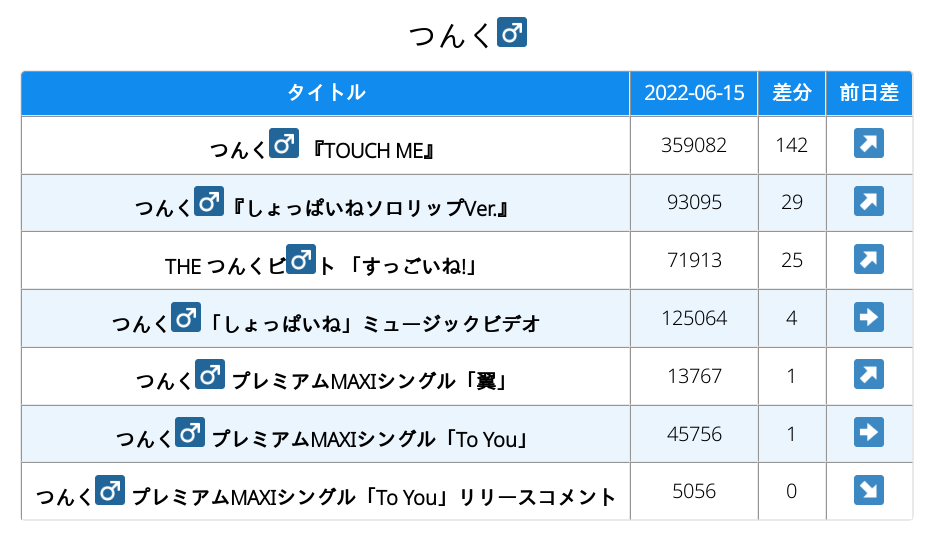 つんく♂
タイトル 2022-06-15 差分 前日差
つんく♂ 『TOUCH ME』 359082 142 ↗
つんく♂『しょっぱいねソロリップVer.』 93095 29 ↗
THE つんくビ♂ト 「すっごいね!」 71913 25 ↗
つんく♂「しょっぱいね」ミュージックビデオ 125064 4 ➡
つんく♂ プレミアムMAXIシングル「翼」 13767 1 ↗
つんく♂ プレミアムMAXIシングル「To You」 45756 1 ➡
つんく♂ プレミアムMAXIシングル「To You」リリースコメント 5056 0 ↘